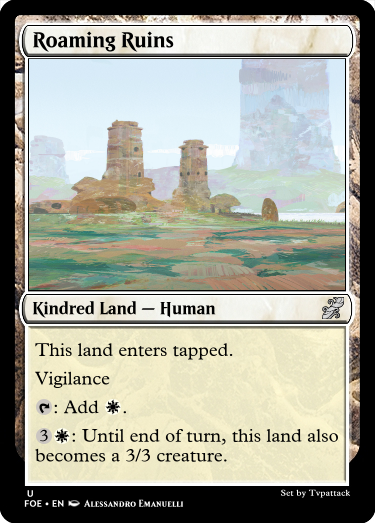 Roaming Ruins
Kindred Land — Human
This land enters tapped.
Vigilance
: Add .
3 : Until end of turn, this land also
becomes a 3/3 creature.
U
Set by Tvpattack
FOE • EN Alessandro Emanuelli